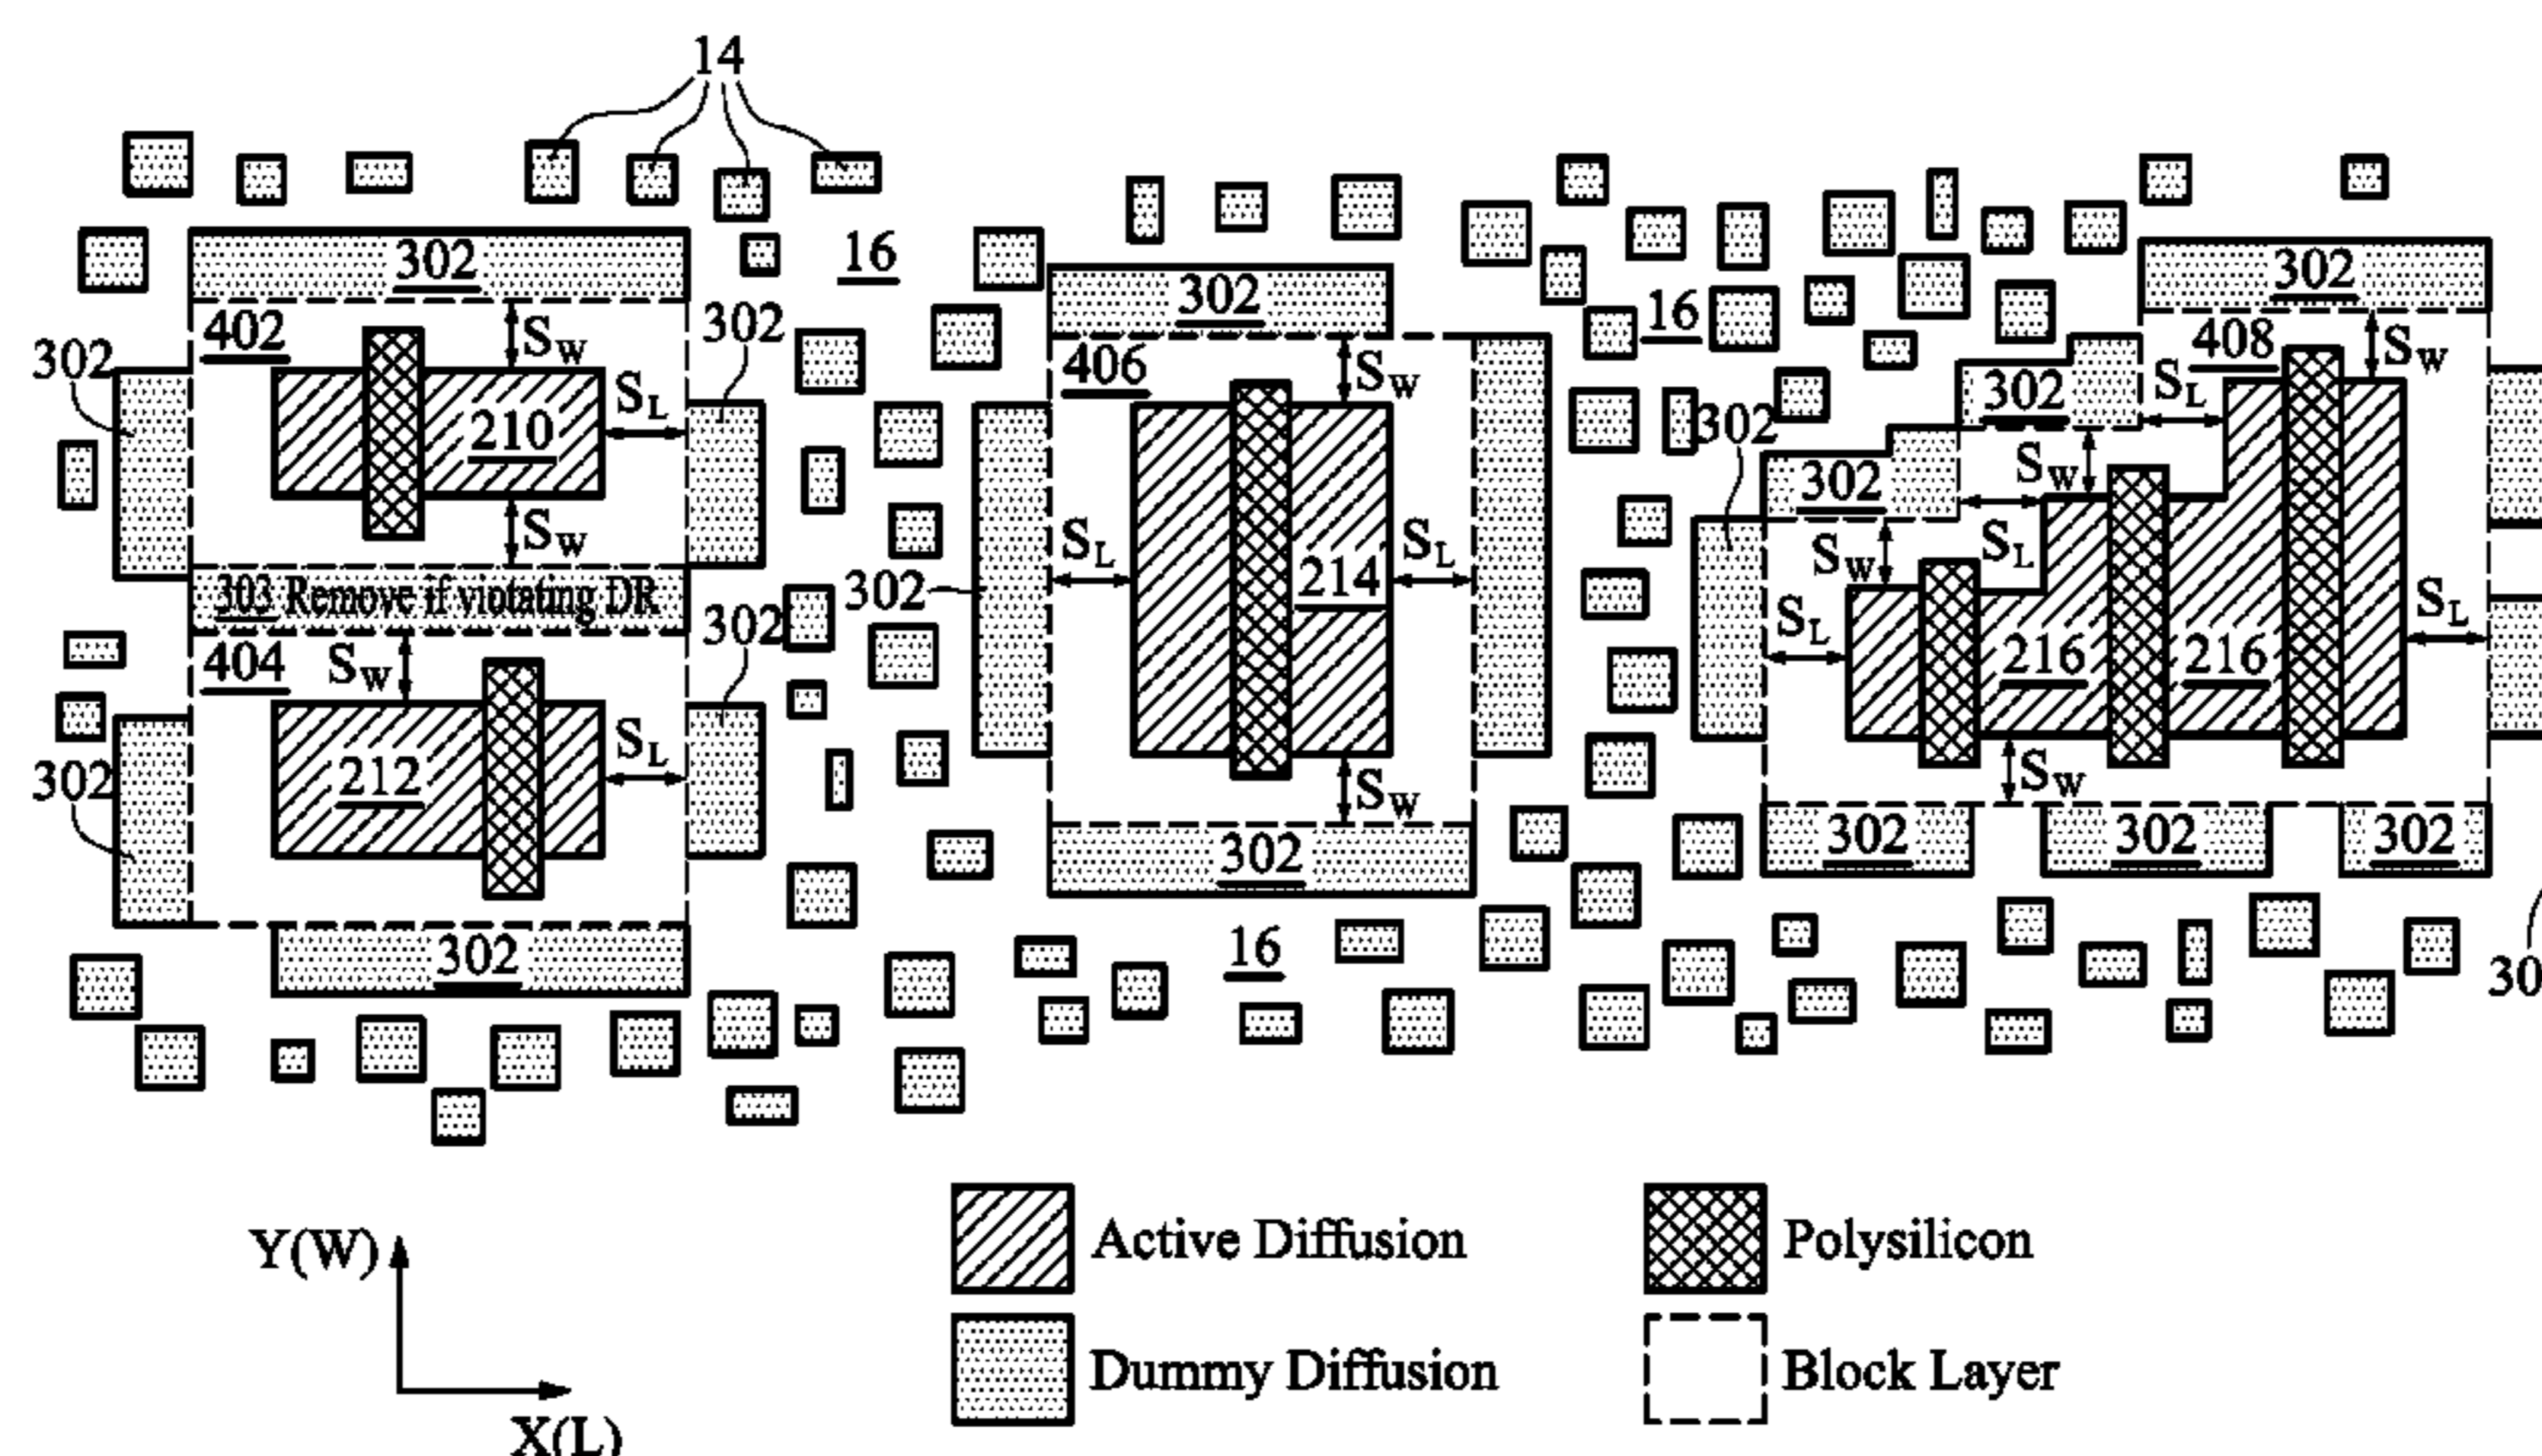 14
302
16
302
302
402
S_W
302
302
S_L
406
S_W
16
408
S_W
S_L
302
302
210
S_W
302
S_W
S_L
S_L
214
S_L
S_W
S_L
303 Remove if violating DR
302
302
S_L
S_L
404
S_W
216
216
302
212
S_L
S_W
S_W
302
302
302
302
302
16
30
Y(W)
X(L)
Active Diffusion
Polysilicon
Dummy Diffusion
Block Layer